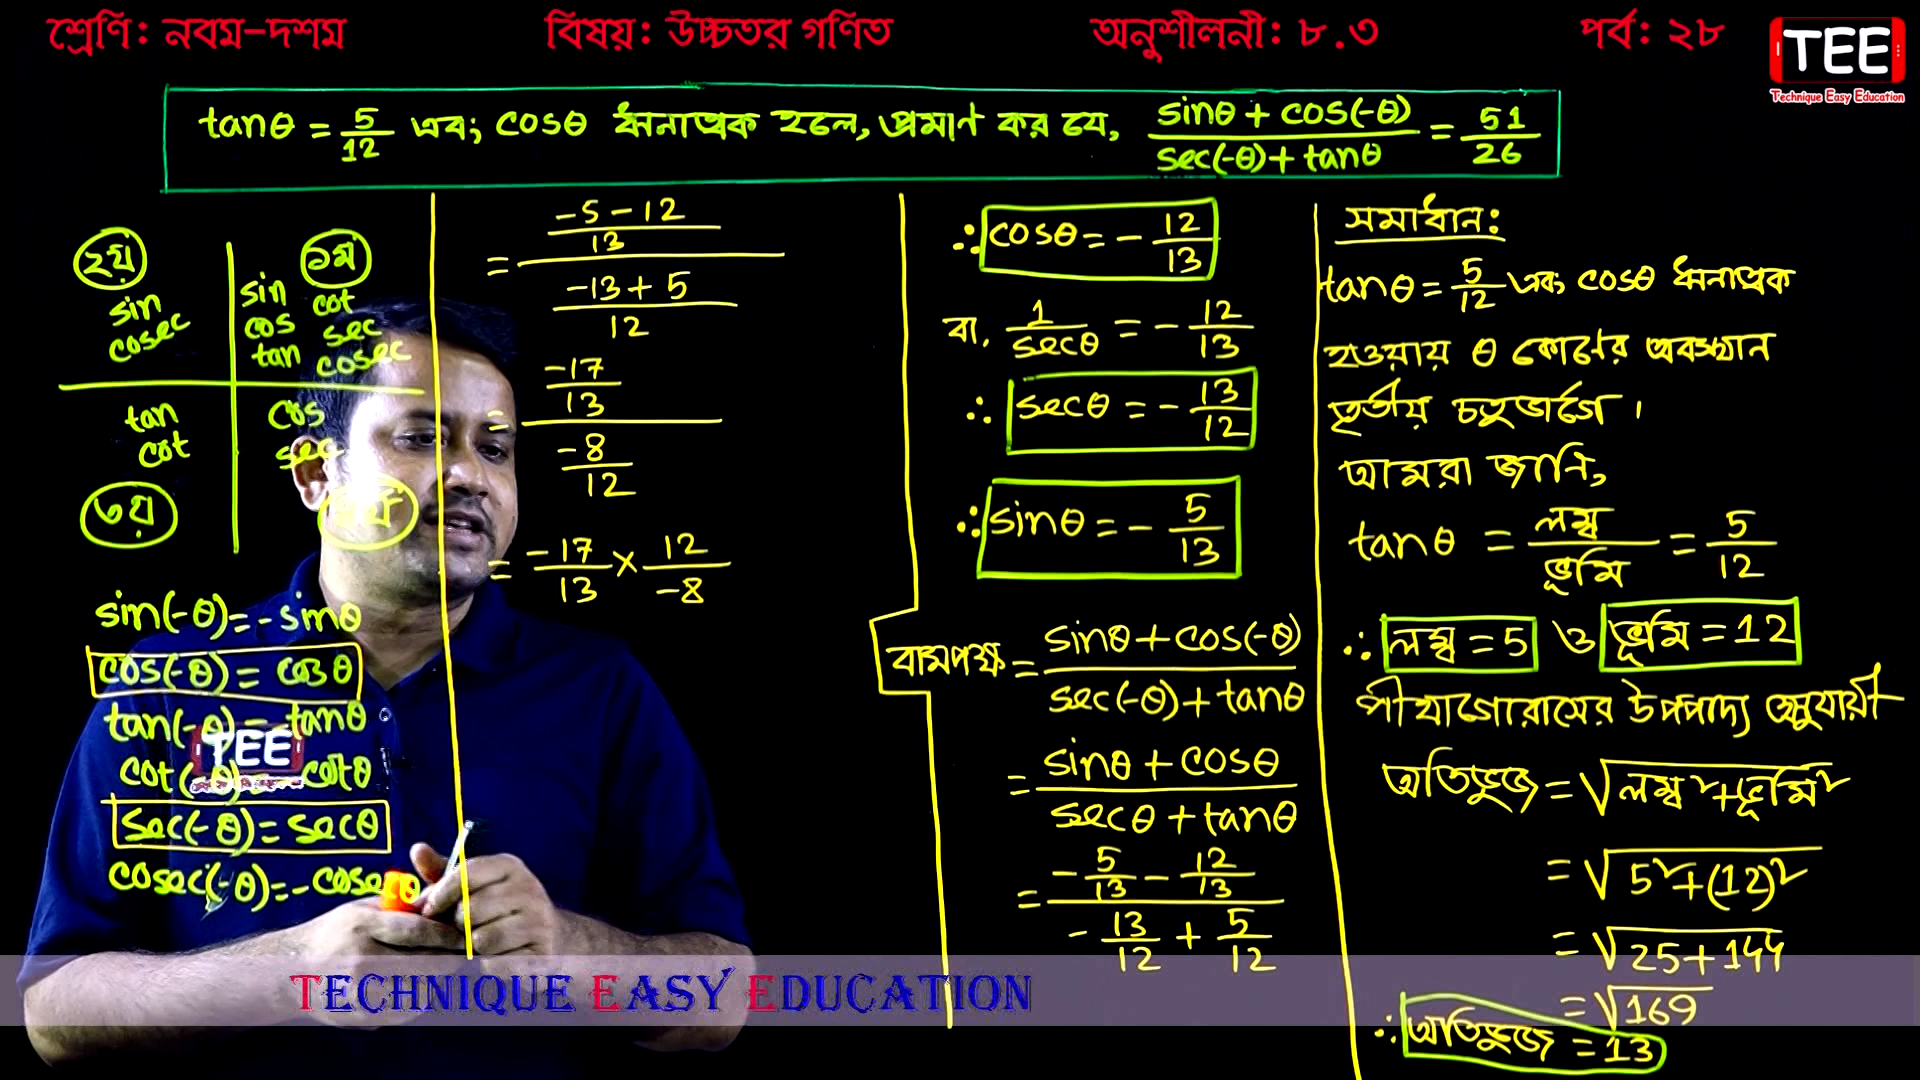 শ্রেণি: নবম-দশম
বিষয়: উচ্চতর গণিত
অনুশীলনী: ৮.৩
পর্ব: ২৮
TEE
Technique Easy Education
tanθ = 5/12 এবং cosθ ঋনাত্মক হলে, প্রমাণ কর যে, (sinθ + cos(-θ))/(sec(-θ) + tanθ) = 51/26
২য়
sin
cosec
১ম
sin cot
cos sec
tan cosec
tan
cot
৩য়
cos
sec
sin(-θ) = -sinθ
cos(-θ) = cosθ
tan(-θ) = -tanθ
cot(-θ) = -cotθ
sec(-θ) = secθ
cosec(-θ) = -cosecθ
TEE
= ((-5-12)/13)/((-13+5)/12)
= (-17/13)/(-8/12)
= -17/13 × 12/-8
∴ cosθ = - 12/13
বা, 1/secθ = - 12/13
∴ secθ = - 13/12
∴ sinθ = - 5/13
বামপক্ষ = (sinθ + cos(-θ))/(sec(-θ) + tanθ)
= (sinθ + cosθ)/(secθ + tanθ)
= (- 5/13 - 12/13)/(- 13/12 + 5/12)
সমাধান:
tanθ = 5/12 এবং cosθ ঋনাত্মক
হওয়ায় θ কোণের অবস্থান
তৃতীয় চতুর্ভাগে।
আমরা জানি,
tanθ = লম্ব/ভূমি = 5/12
∴ লম্ব = 5 ও ভূমি = 12
পীথাগোরাসের উপপাদ্য অনুযায়ী
অতিভুজ = √(লম্ব² + ভূমি²)
= √(5² + (12)²)
= √(25 + 144)
= √169
∴ অতিভুজ = 13
TECHNIQUE EASY EDUCATION